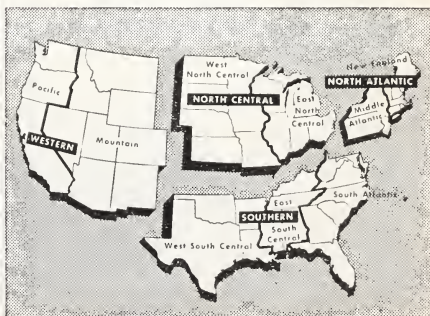 West
North Central
New England
NORTH ATLANTIC
Pacific
NORTH CENTRAL
East
North
Central
Middle
Atlantic
WESTERN
Mountain
East
South Atlantic
SOUTHERN
South
Central
West South Central